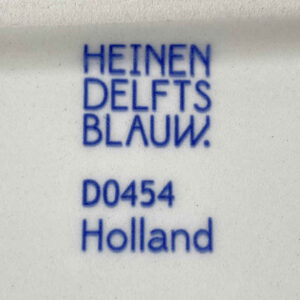 HEINEN
DELFTS
BLAUW.
D0454
Holland